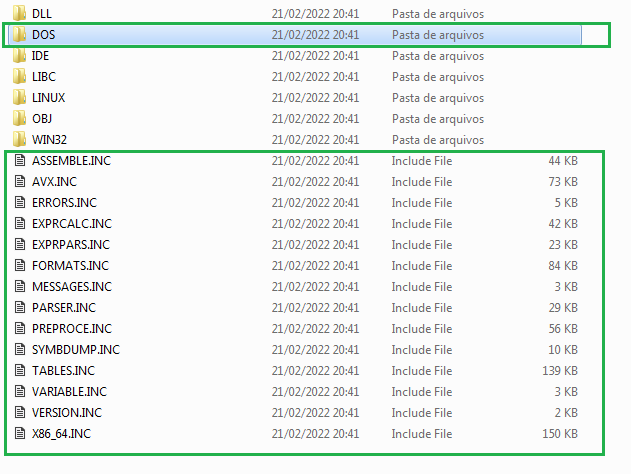 DLL 21/02/2022 20:41 Pasta de arquivos
DOS 21/02/2022 20:41 Pasta de arquivos
IDE 21/02/2022 20:41 Pasta de arquivos
LIBC 21/02/2022 20:41 Pasta de arquivos
LINUX 21/02/2022 20:41 Pasta de arquivos
OBJ 21/02/2022 20:41 Pasta de arquivos
WIN32 21/02/2022 20:41 Pasta de arquivos
ASSEMBLE.INC 21/02/2022 20:41 Include File 44 KB
AVX.INC 21/02/2022 20:41 Include File 73 KB
ERRORS.INC 21/02/2022 20:41 Include File 5 KB
EXPRCALC.INC 21/02/2022 20:41 Include File 42 KB
EXPRPARS.INC 21/02/2022 20:41 Include File 23 KB
FORMATS.INC 21/02/2022 20:41 Include File 84 KB
MESSAGES.INC 21/02/2022 20:41 Include File 3 KB
PARSER.INC 21/02/2022 20:41 Include File 29 KB
PREPROCE.INC 21/02/2022 20:41 Include File 56 KB
SYMBDUMP.INC 21/02/2022 20:41 Include File 10 KB
TABLES.INC 21/02/2022 20:41 Include File 139 KB
VARIABLE.INC 21/02/2022 20:41 Include File 3 KB
VERSION.INC 21/02/2022 20:41 Include File 2 KB
X86_64.INC 21/02/2022 20:41 Include File 150 KB